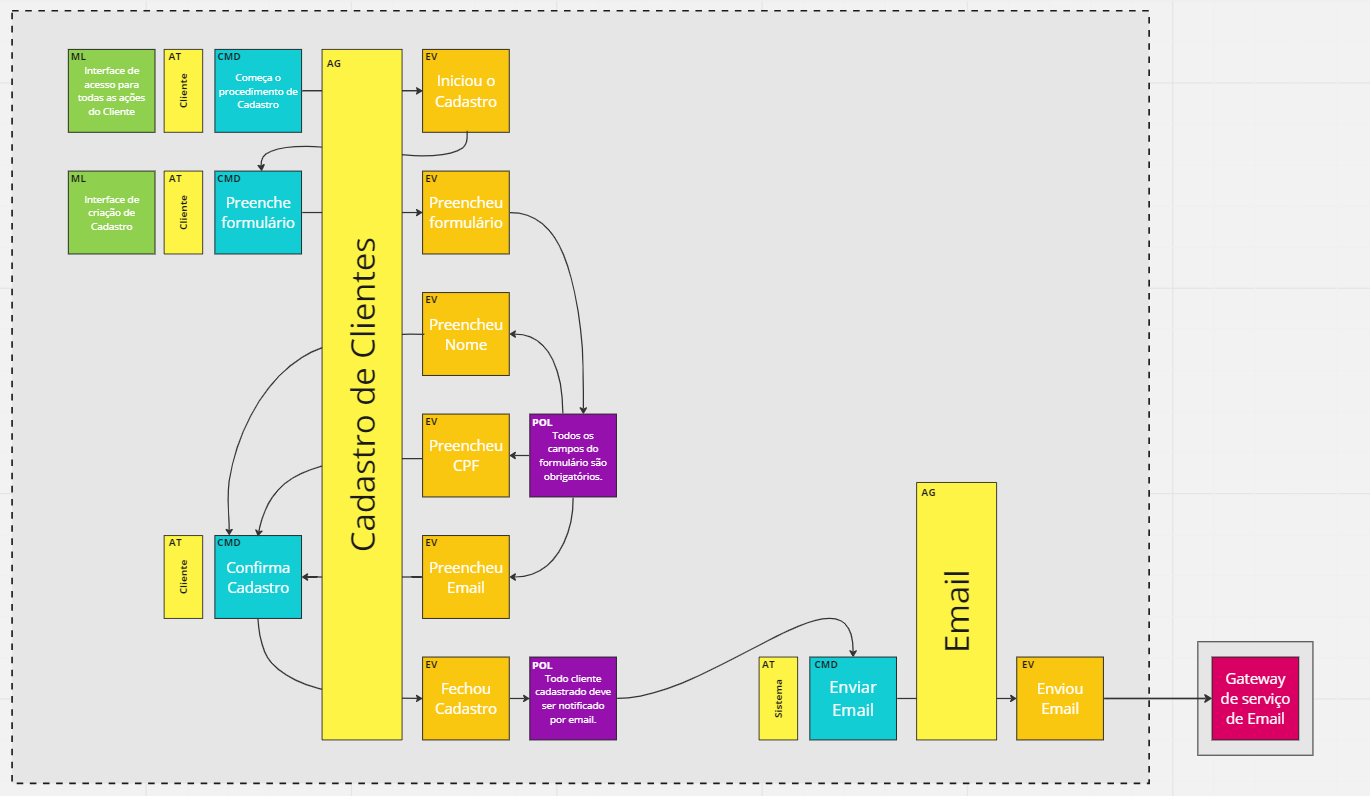 ML
Interface de
acesso para
todas as ações
do Cliente
AT
Cliente
CMD
Começa o
procedimento de
Cadastro
AG
Cadastro de Clientes
EV
Iniciou o
Cadastro
ML
Interface de
criação de
Cadastro
AT
Cliente
CMD
Preenche
formulário
EV
Preencheu
formulário
EV
Preencheu
Nome
EV
Preencheu
CPF
POL
Todos os
campos do
formulário são
obrigatórios.
AT
Cliente
CMD
Confirma
Cadastro
EV
Preencheu
Email
EV
Fechou
Cadastro
POL
Todo cliente
cadastrado deve
ser notificado
por email.
AT
Sistema
CMD
Enviar
Email
AG
Email
EV
Enviou
Email
Gateway
de serviço
de Email